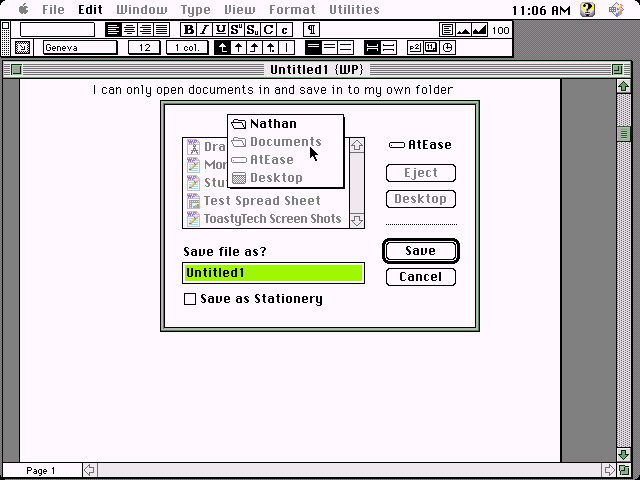 File Edit Window Type View Format Utilities 11:06 AM
B I U S U S U C c ¶ 100
Geneva 12 1 col.
Untitled1 {WP}
I can only open documents in and save in to my own folder
Nathan
Documents
AtEase
Desktop
Dra
Mor
Stu
Test Spread Sheet
ToastyTech Screen Shots
AtEase
Eject
Desktop
Save file as?
Save
Untitled1
Cancel
Save as Stationery
Page 1